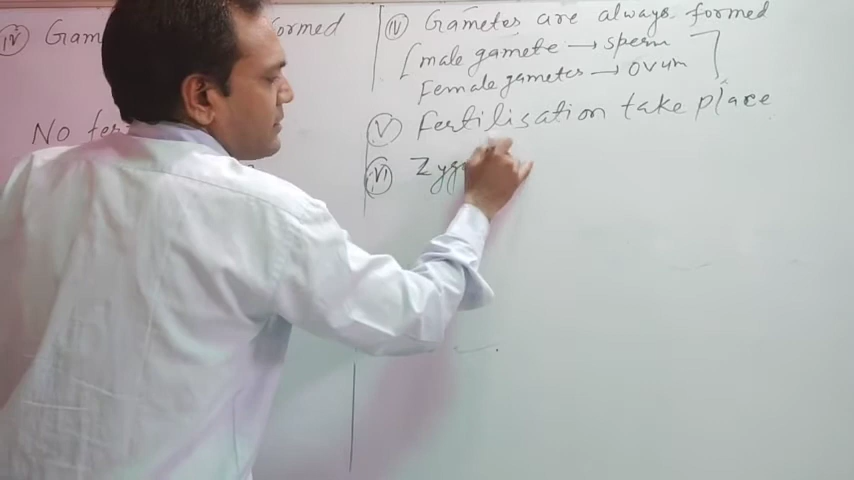 (IV) Gam ormed
No fer
(IV) Gametes are always formed
[male gamete → sperm
Female gametes → ovum]
(V) Fertilisation take place
(VI) Zyg